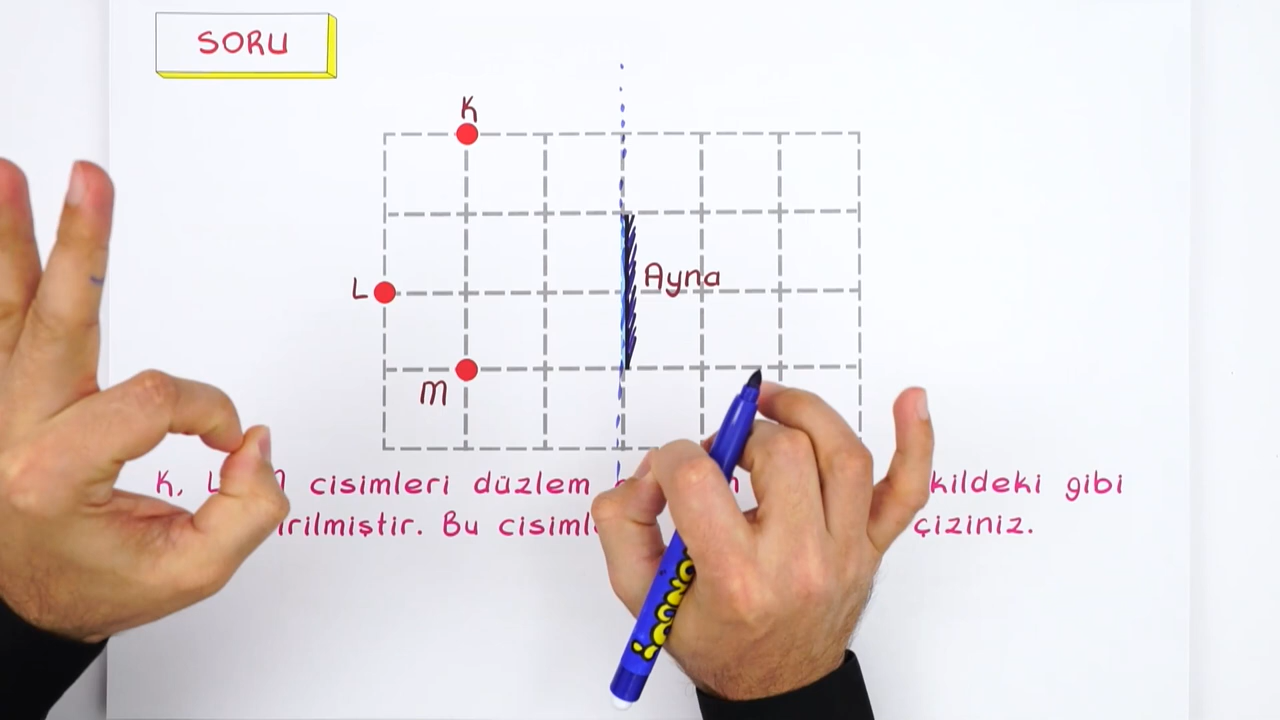 SORU
K
L
Ayna
M
K, cisimleri düzlem kildeki gibi
irilmiştir. Bu cisiml çiziniz.